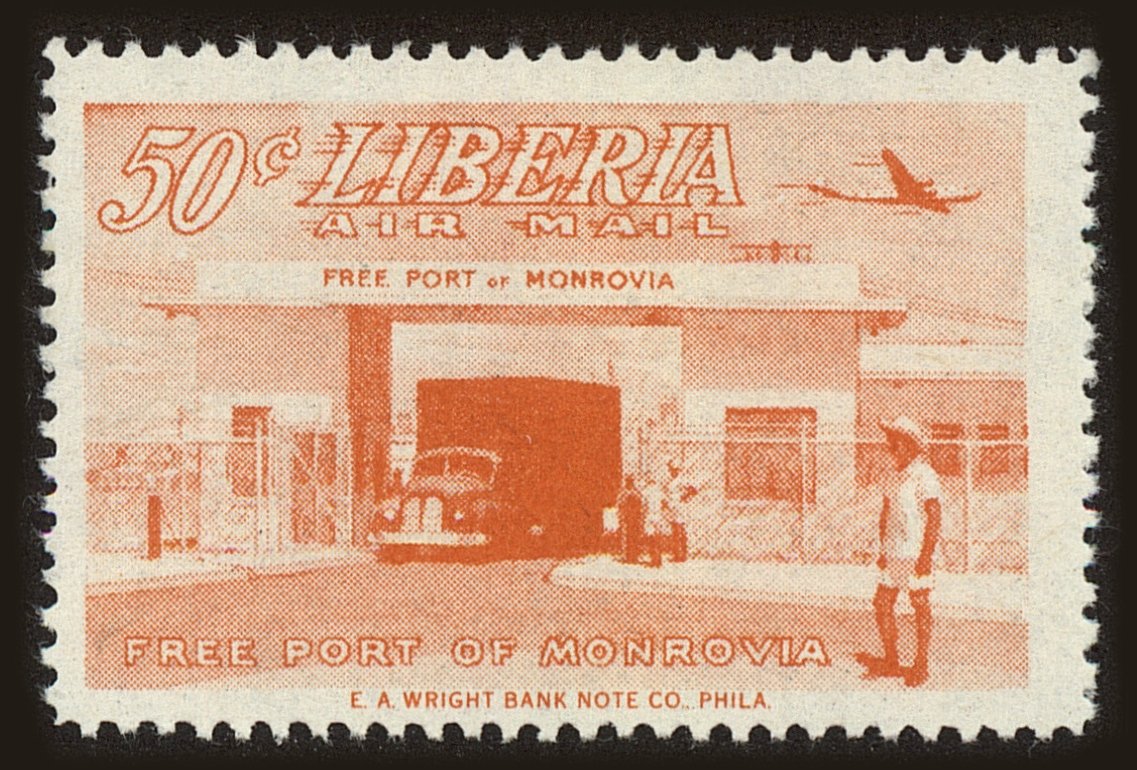 50¢ LIBERIA
AIR MAIL
FREE PORT OF MONROVIA
FREE PORT OF MONROVIA
E. A. WRIGHT BANK NOTE CO., PHILA.